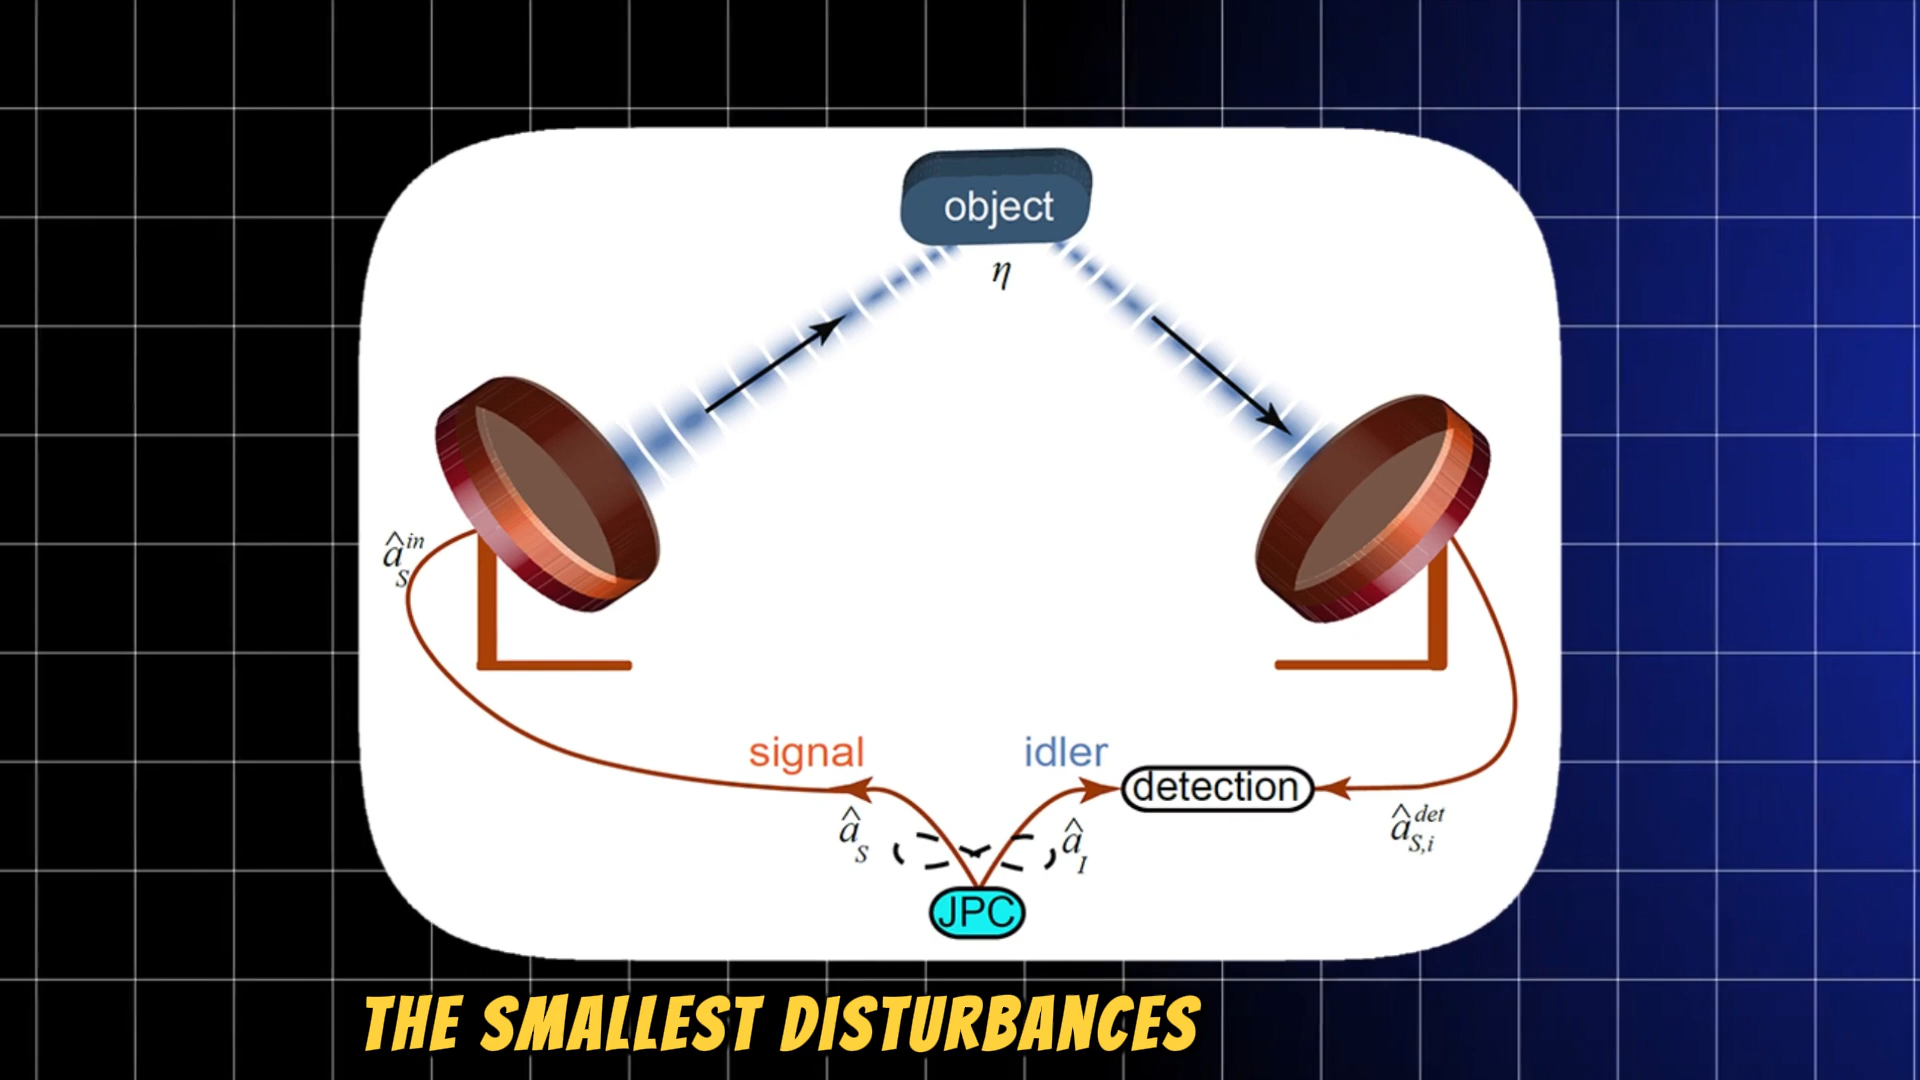 object
η
â_S^in
signal
idler
detection
â_S
â_I
â_S,i^det
JPC
THE SMALLEST DISTURBANCES